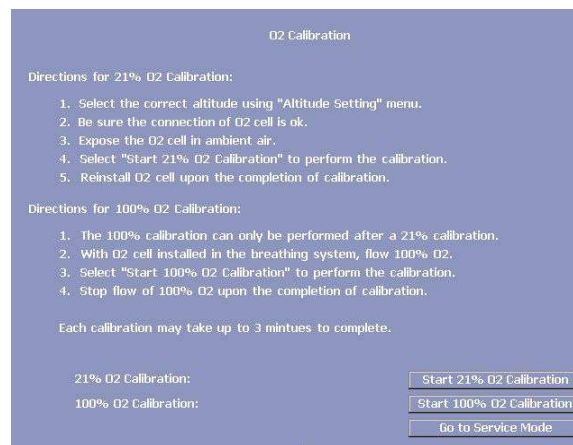 O2 Calibration
Directions for 21% O2 Calibration:
1. Select the correct altitude using "Altitude Setting" menu.
2. Be sure the connection of O2 cell is ok.
3. Expose the O2 cell in ambient air.
4. Select "Start 21% O2 Calibration" to perform the calibration.
5. Reinstall O2 cell upon the completion of calibration.
Directions for 100% O2 Calibration:
1. The 100% calibration can only be performed after a 21% calibration.
2. With O2 cell installed in the breathing system, flow 100% O2.
3. Select "Start 100% O2 Calibration" to perform the calibration.
4. Stop flow of 100% O2 upon the completion of calibration.
Each calibration may take up to 3 mintues to complete.
21% O2 Calibration: Start 21% O2 Calibration
100% O2 Calibration: Start 100% O2 Calibration
Go to Service Mode